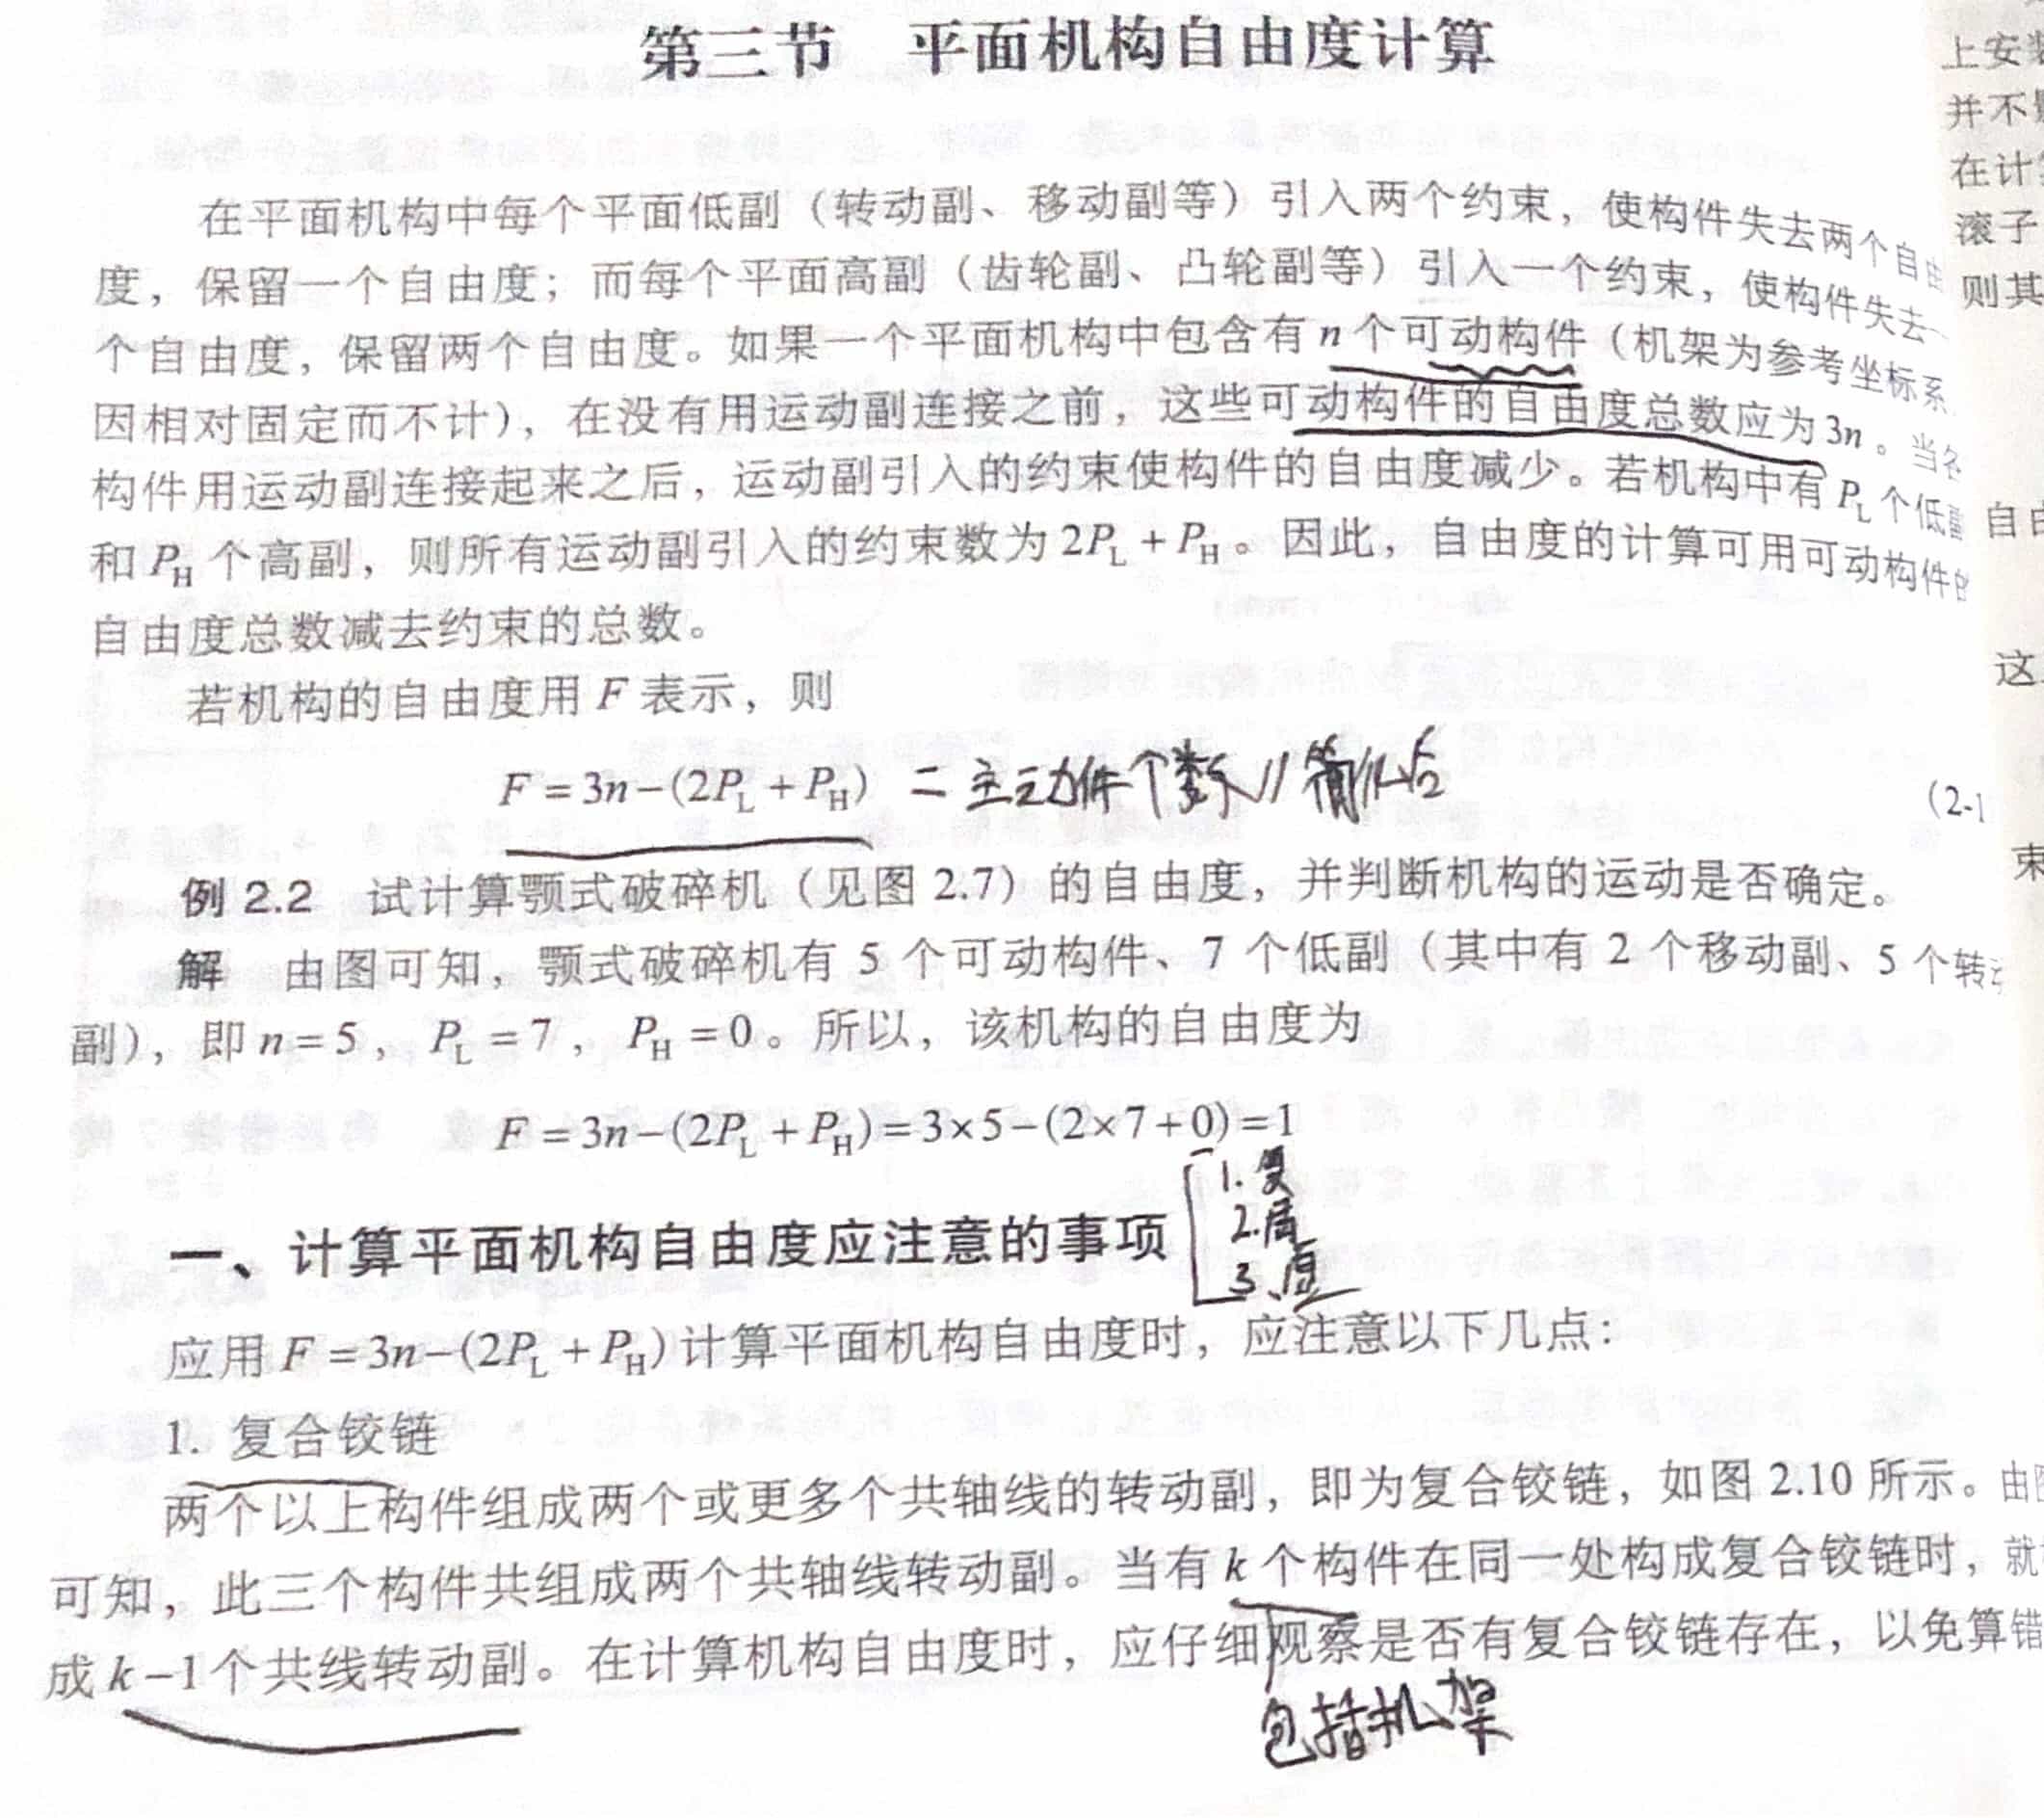 第三节 平面机构自由度计算
在平面机构中每个平面低副（转动副、移动副等）引入两个约束，使构件失去两个自由
度，保留一个自由度；而每个平面高副（齿轮副、凸轮副等）引入一个约束，使构件失去一
个自由度，保留两个自由度。如果一个平面机构中包含有 n 个可动构件（机架为参考坐标系
因相对固定而不计），在没有用运动副连接之前，这些可动构件的自由度总数应为 3n。当各
构件用运动副连接起来之后，运动副引入的约束使构件的自由度减少。若机构中有 P_L 个低副
和 P_H 个高副，则所有运动副引入的约束数为 2P_L + P_H。因此，自由度的计算可用可动构件的
自由度总数减去约束的总数。
若机构的自由度用 F 表示，则
F = 3n−(2P_L + P_H) = 主动件个数
(2-1
例 2.2 试计算颚式破碎机（见图 2.7）的自由度，并判断机构的运动是否确定。
解 由图可知，颚式破碎机有 5 个可动构件、7 个低副（其中有 2 个移动副、5 个转动
副），即 n = 5，P_L = 7，P_H = 0。所以，该机构的自由度为
F = 3n−(2P_L + P_H) = 3×5−(2×7+0) = 1
一、计算平面机构自由度应注意的事项
1. 复
2. 局
3. 虚
应用 F = 3n−(2P_L + P_H) 计算平面机构自由度时，应注意以下几点：
1. 复合铰链
两个以上构件组成两个或更多个共轴线的转动副，即为复合铰链，如图 2.10 所示。由图
可知，此三个构件共组成两个共轴线转动副。当有 k 个构件在同一处构成复合铰链时，就
成 k−1 个共线转动副。在计算机构自由度时，应仔细观察是否有复合铰链存在，以免算错
包括机架
上安装
并不
在计算
滚子
则其
自由
这
束